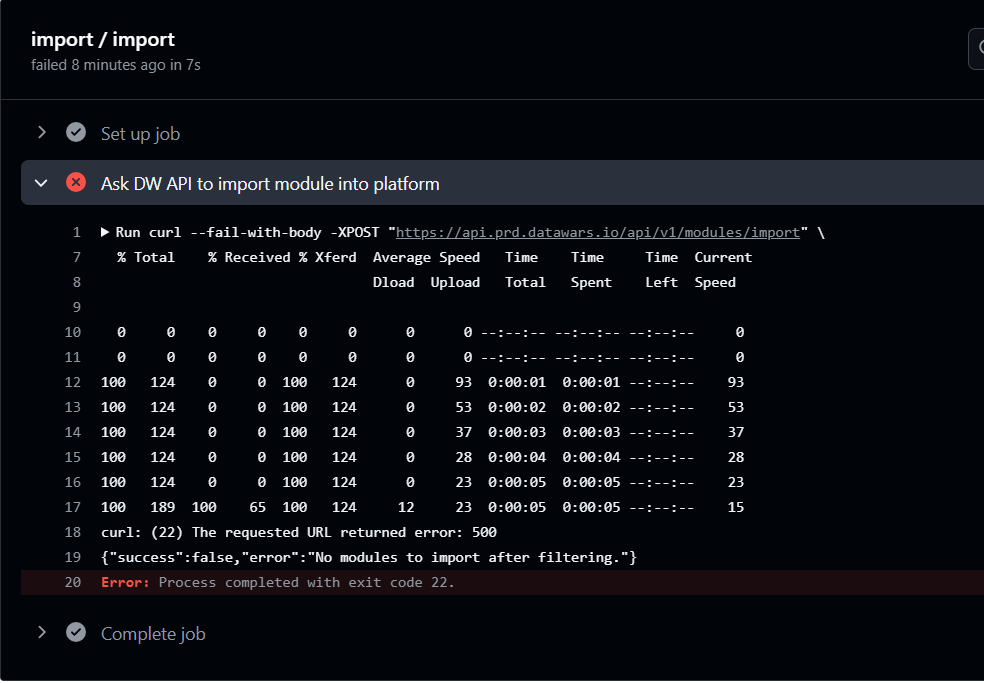 import / import
failed 8 minutes ago in 7s
Set up job
Ask DW API to import module into platform
1 Run curl --fail-with-body -XPOST "https://api.prd.datawars.io/api/v1/modules/import" \
7 % Total % Received % Xferd Average Speed Time Time Time Current
8 Dload Upload Total Spent Left Speed
9
10 0 0 0 0 0 0 0 0 --:--:-- --:--:-- --:--:-- 0
11 0 0 0 0 0 0 0 0 --:--:-- --:--:-- --:--:-- 0
12 100 124 0 0 100 124 0 93 0:00:01 0:00:01 --:--:-- 93
13 100 124 0 0 100 124 0 53 0:00:02 0:00:02 --:--:-- 53
14 100 124 0 0 100 124 0 37 0:00:03 0:00:03 --:--:-- 37
15 100 124 0 0 100 124 0 28 0:00:04 0:00:04 --:--:-- 28
16 100 124 0 0 100 124 0 23 0:00:05 0:00:05 --:--:-- 23
17 100 189 100 65 100 124 12 23 0:00:05 0:00:05 --:--:-- 15
18 curl: (22) The requested URL returned error: 500
19 {"success":false,"error":"No modules to import after filtering."}
20 Error: Process completed with exit code 22.
Complete job